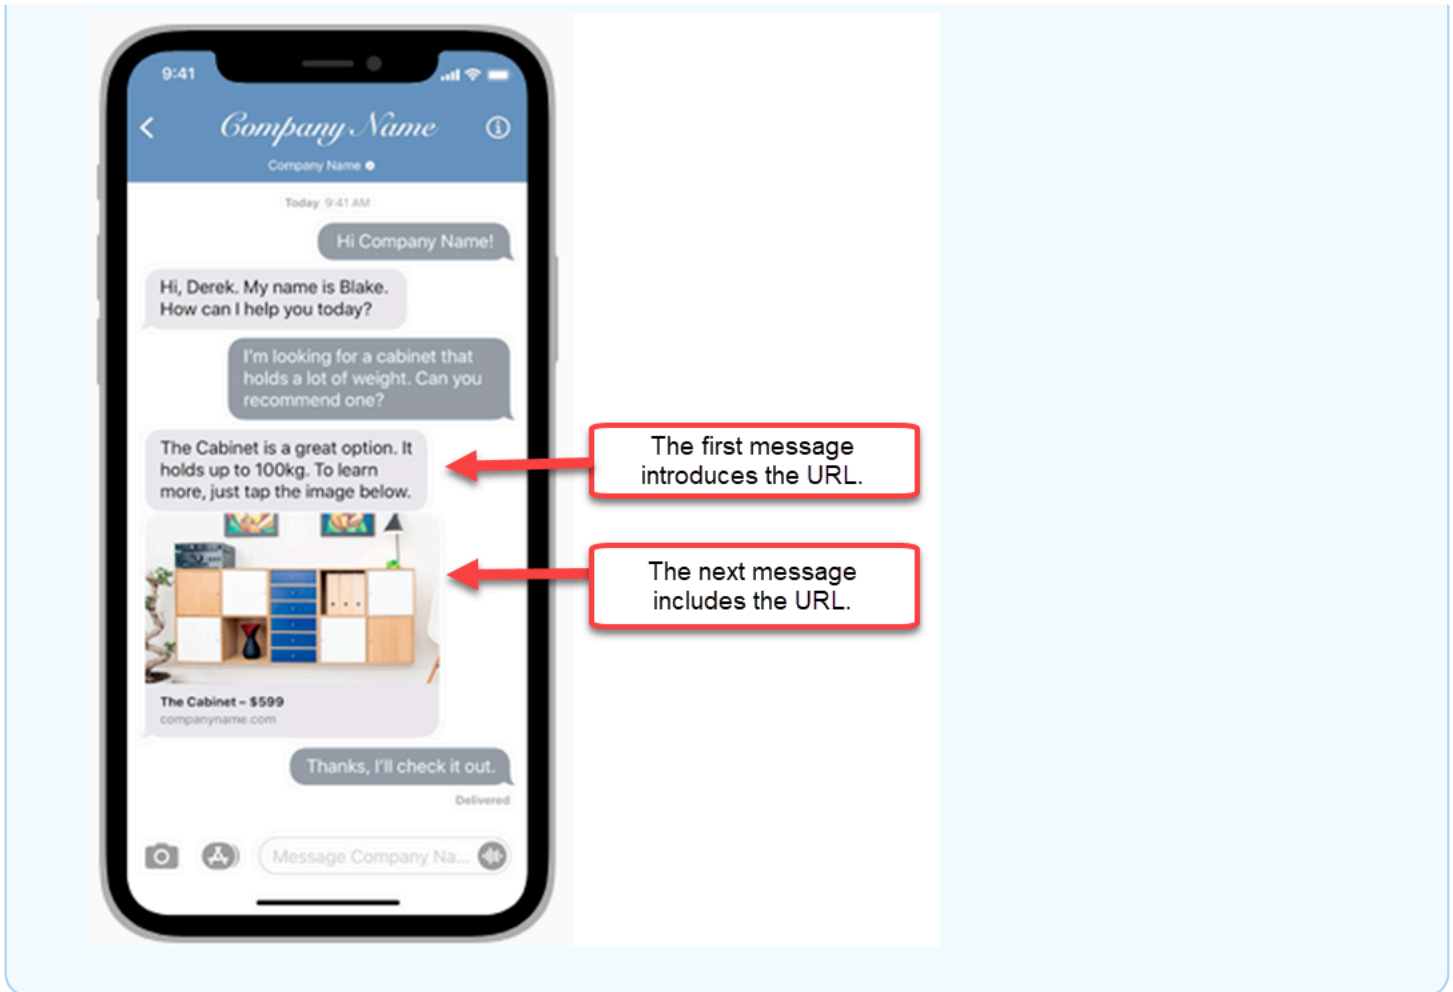 9:41
Company Name
Company Name
Today 9:41 AM
Hi Company Name!
Hi, Derek. My name is Blake.
How can I help you today?
I'm looking for a cabinet that
holds a lot of weight. Can you
recommend one?
The Cabinet is a great option. It
holds up to 100kg. To learn
more, just tap the image below.
The first message
introduces the URL.
The next message
includes the URL.
The Cabinet – $599
companyname.com
Thanks, I'll check it out.
Delivered
Message Company Na...